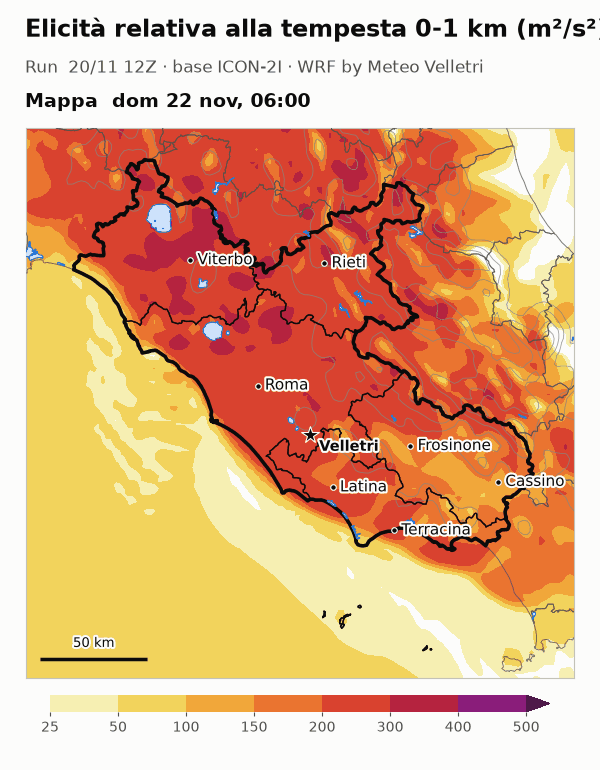 Elicità relativa alla tempesta 0-1 km (m²/s²)
Run 20/11 12Z · base ICON-2I · WRF by Meteo Velletri
Mappa dom 22 nov, 06:00
Viterbo
Rieti
Roma
Velletri
Frosinone
Latina
Cassino
Terracina
50 km
25 50 100 150 200 300 400 500